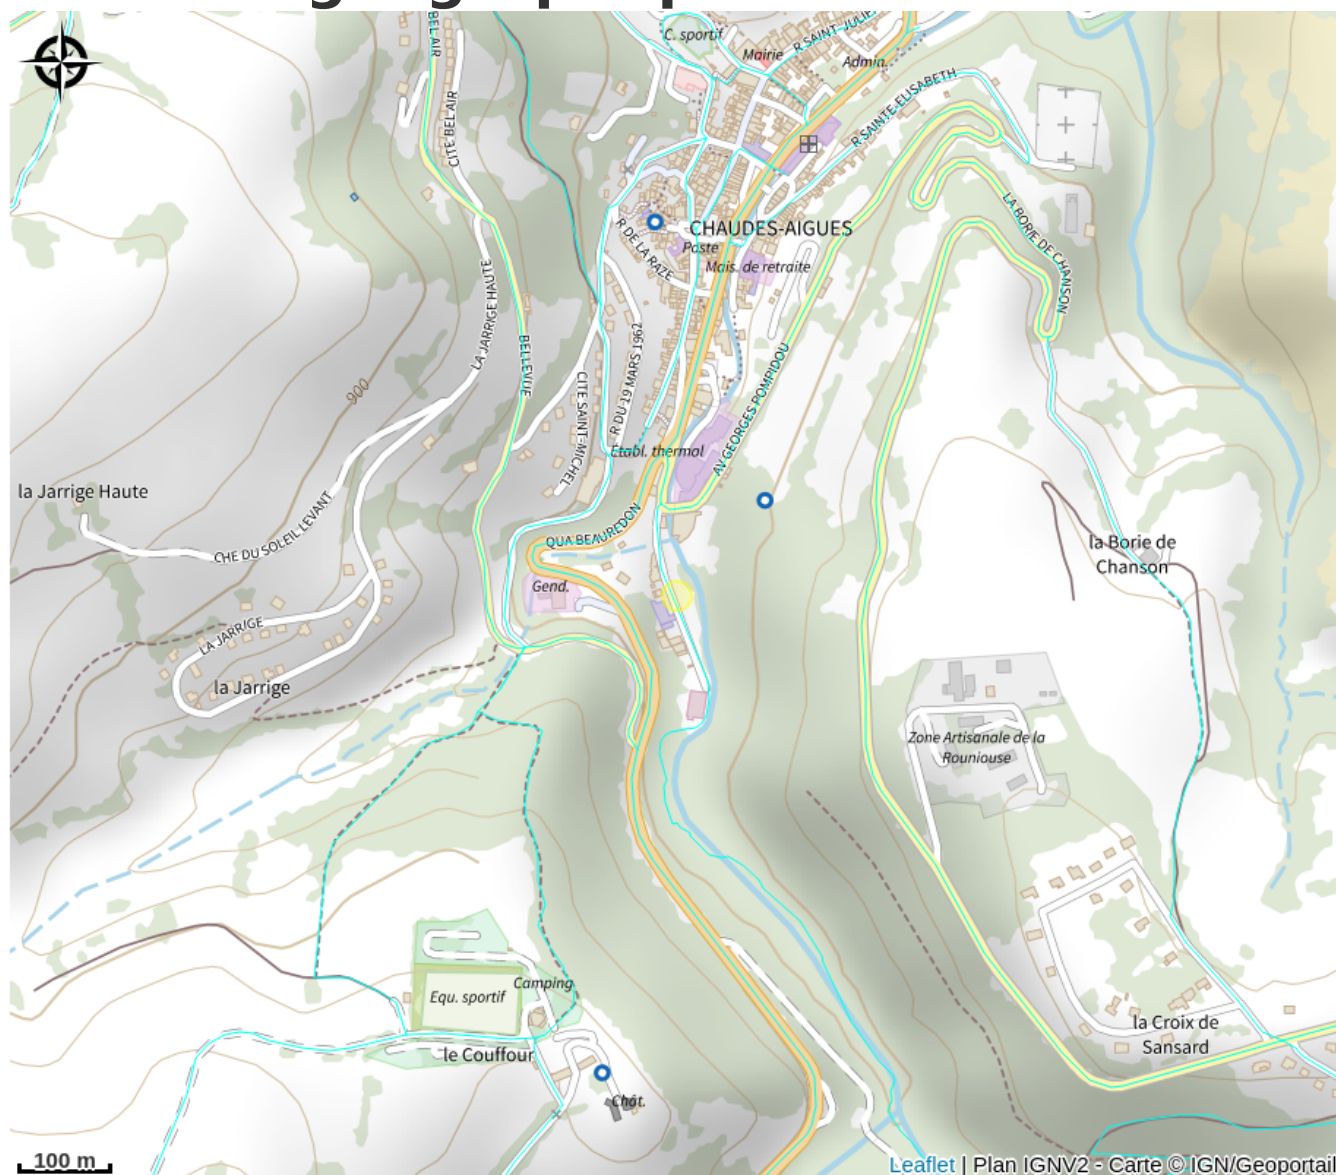 C. sportif
Mairie
R SAINT-JULIEN
Admin.
BEL AIR
CITE BEL AIR
R SAINTE-ELISABETH
LA BORIE DE CHANSON
CHAUDES-AIGUES
R DE LA RAZE
Poste
Mais. de retraite
LA JARRIGE HAUTE
BELLEVUE
R DU 19 MARS 1962
CITE SAINT-MICHEL
AV GEORGES POMPIDOU
900
Etabl. thermal
la Jarrige Haute
CHE DU SOLEIL LEVANT
QUA BEAUREDON
la Borie de
Chanson
Gend.
LA JARRIGE
la Jarrige
Zone Artisanale de la
Rouniouse
Camping
Equ. sportif
la Croix de
Sansard
le Couffour
Chât.
100 m
Leaflet | Plan IGNV2 - Carte © IGN/Geoportail